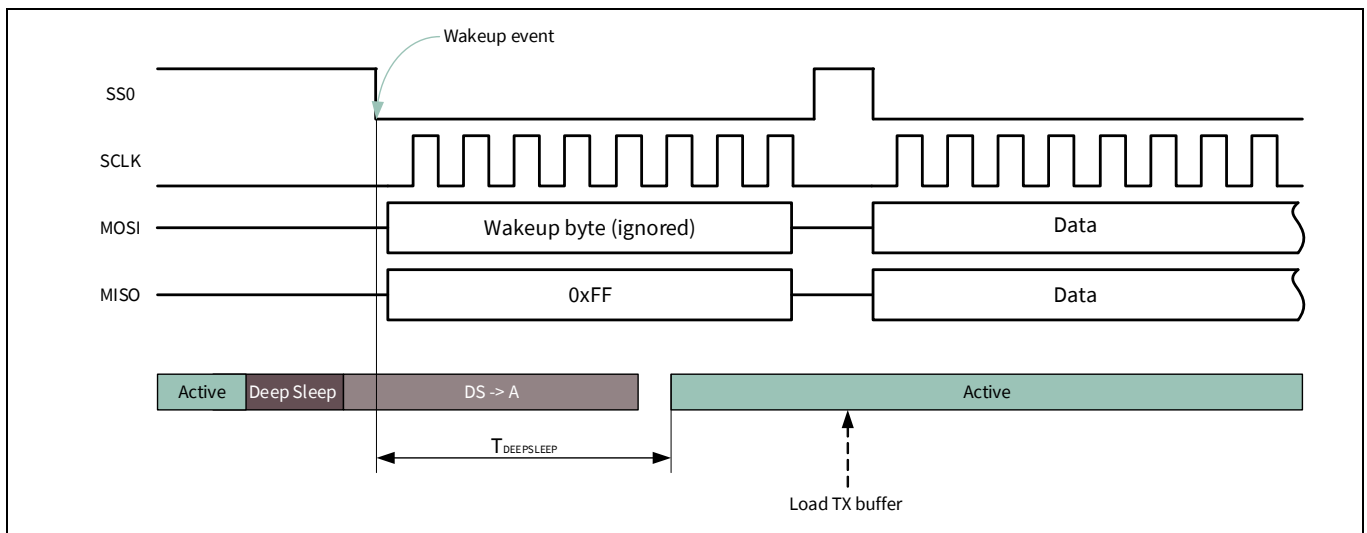 Wakeup event
SS0
SCLK
MOSI
Wakeup byte (ignored)
Data
MISO
0xFF
Data
Active
Deep Sleep
DS -> A
Active
TDEEPSLEEP
Load TX buffer